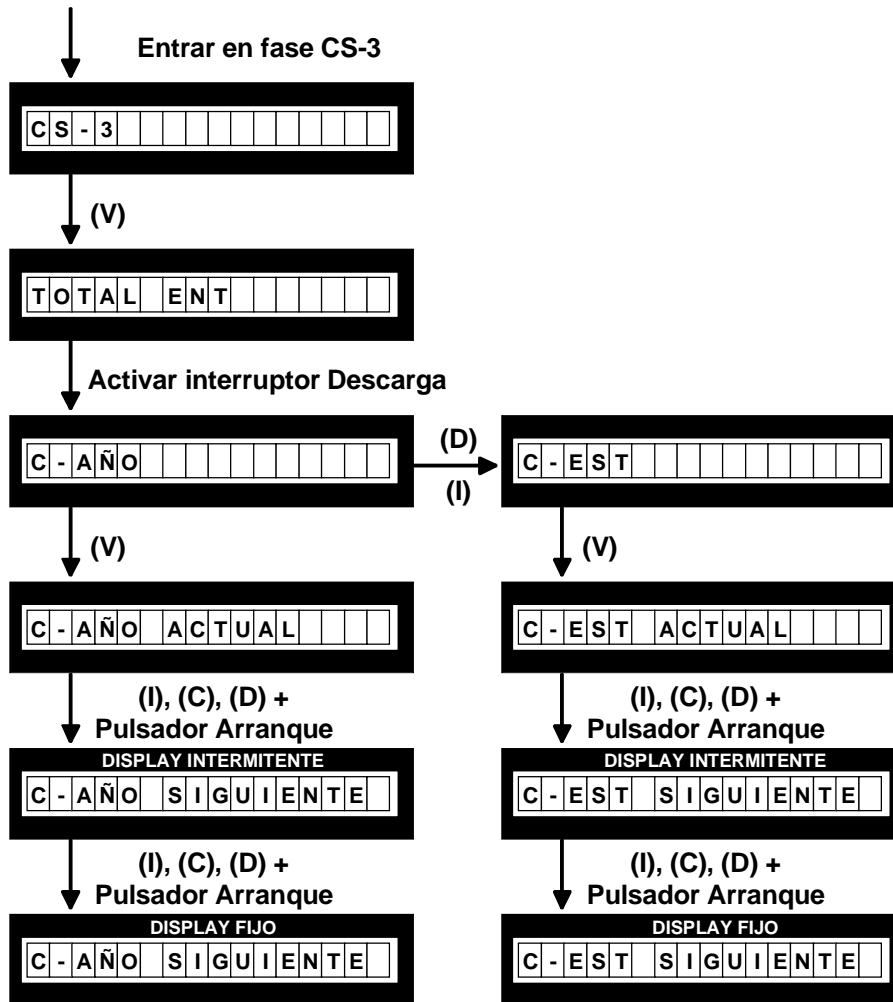 Entrar en fase CS-3
CS-3
(V)
TOTAL ENT
Activar interruptor Descarga
C-AÑO
(D)
(I)
C-EST
(V)
(V)
C-AÑO ACTUAL
C-EST ACTUAL
(I), (C), (D) +
Pulsador Arranque
(I), (C), (D) +
Pulsador Arranque
DISPLAY INTERMITENTE
C-AÑO SIGUIENTE
DISPLAY INTERMITENTE
C-EST SIGUIENTE
(I), (C), (D) +
Pulsador Arranque
(I), (C), (D) +
Pulsador Arranque
DISPLAY FIJO
C-AÑO SIGUIENTE
DISPLAY FIJO
C-EST SIGUIENTE